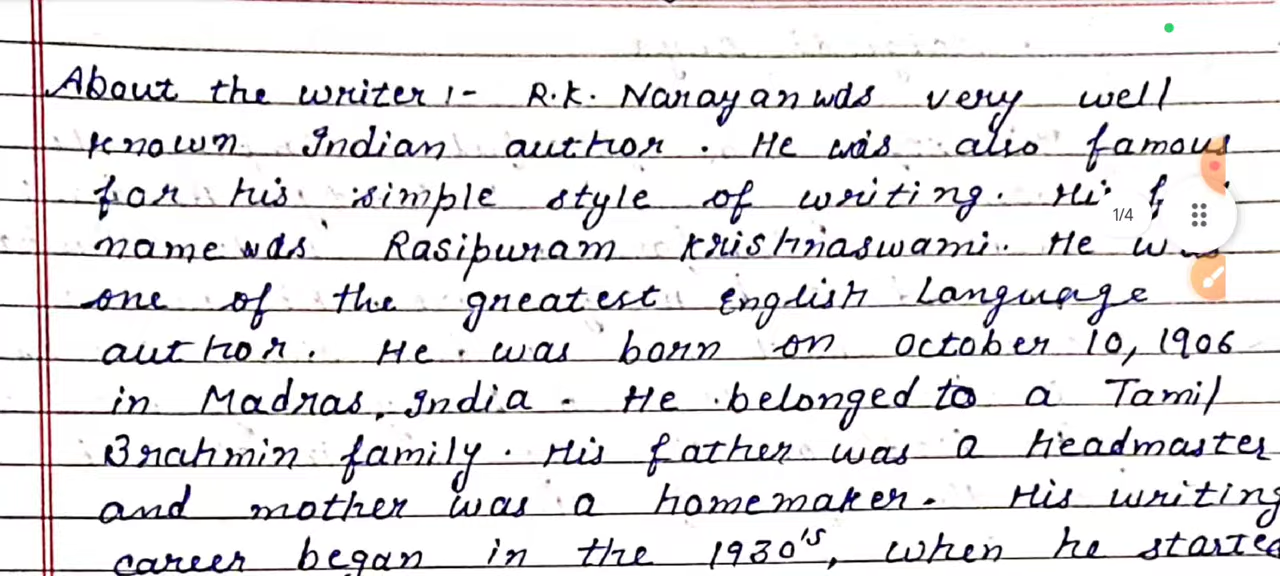 About the writer :- R.K. Narayan was very well
known Indian author. He was also famous
for his simple style of writing.
1/4
name was Rasipuram Krishnaswami. He
one of the greatest English Language
author. He was born on October 10, 1906
in Madras, India - He belonged to a Tamil
Brahmin family. His father was a headmaster
and mother was a homemaker. His writing
career began in the 1930's, when he started